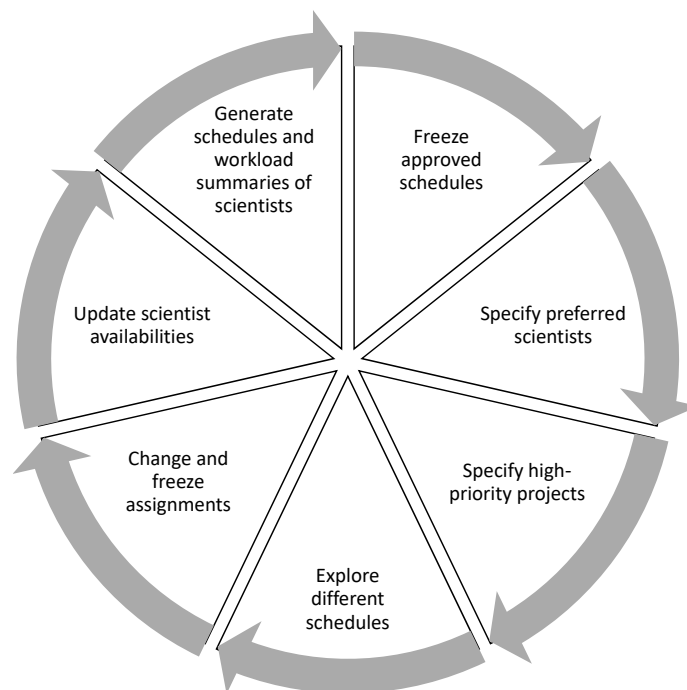 Generate
schedules and
workload
summaries of
scientists
Freeze
approved
schedules
Specify preferred
scientists
Specify high-
priority projects
Explore
different
schedules
Change and
freeze
assignments
Update scientist
availabilities